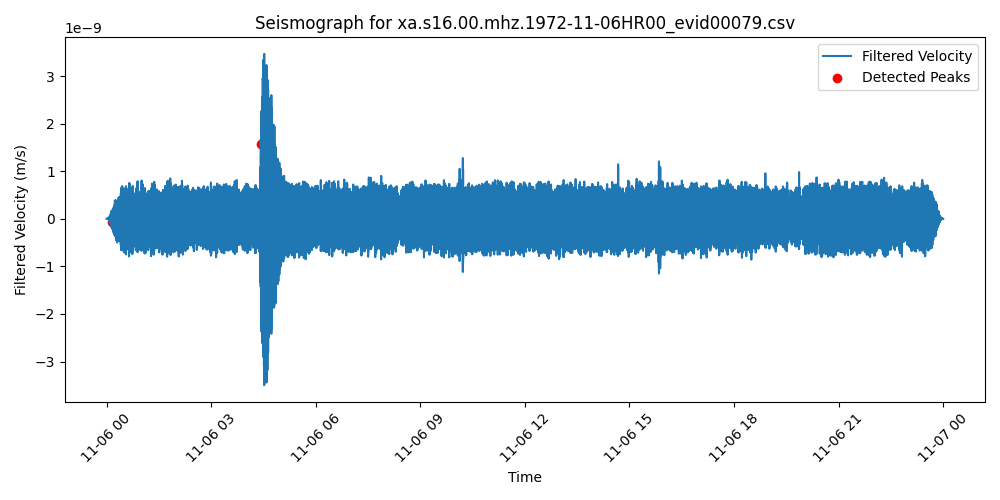 Seismograph for xa.s16.00.mhz.1972-11-06HR00_evid00079.csv
1e−9
Filtered Velocity
Detected Peaks
Filtered Velocity (m/s)
3
2
1
0
−1
−2
−3
11-06 00
11-06 03
11-06 06
11-06 09
11-06 12
11-06 15
11-06 18
11-06 21
11-07 00
Time